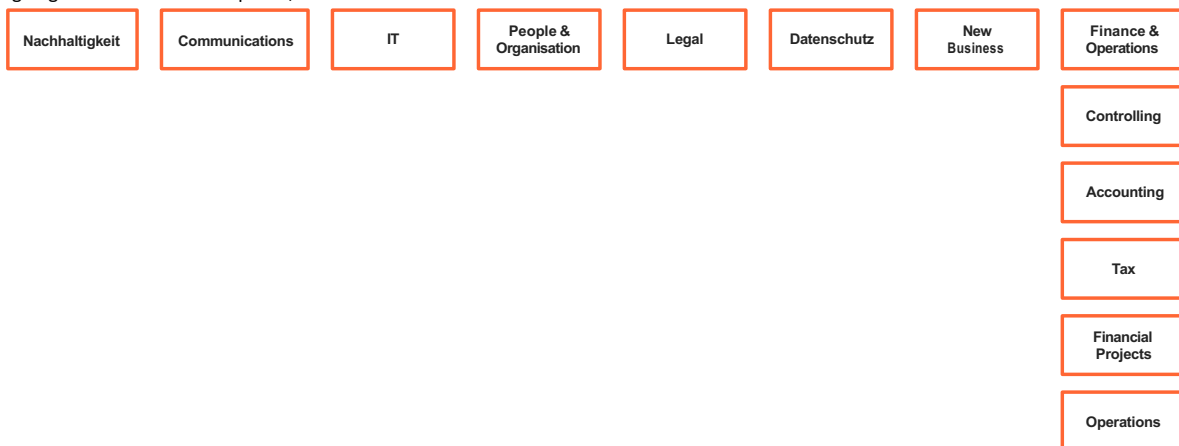 Nachhaltigkeit
Communications
IT
People &
Organisation
Legal
Datenschutz
New
Business
Finance &
Operations
Controlling
Accounting
Tax
Financial
Projects
Operations